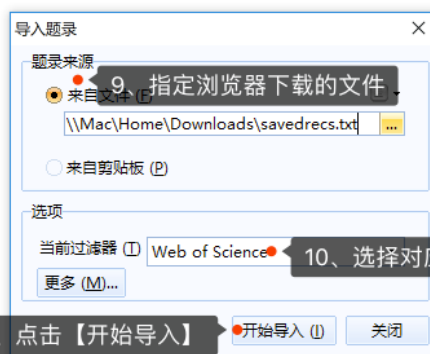 导入题录
题录来源
9、指定浏览器下载的文件
来自文件 (F)
\\Mac\Home\Downloads\savedrecs.txt
...
来自剪贴板 (P)
选项
当前过滤器 (T)
Web of Science
10、选择对应
更多 (M)...
点击【开始导入】
开始导入 (I)
关闭